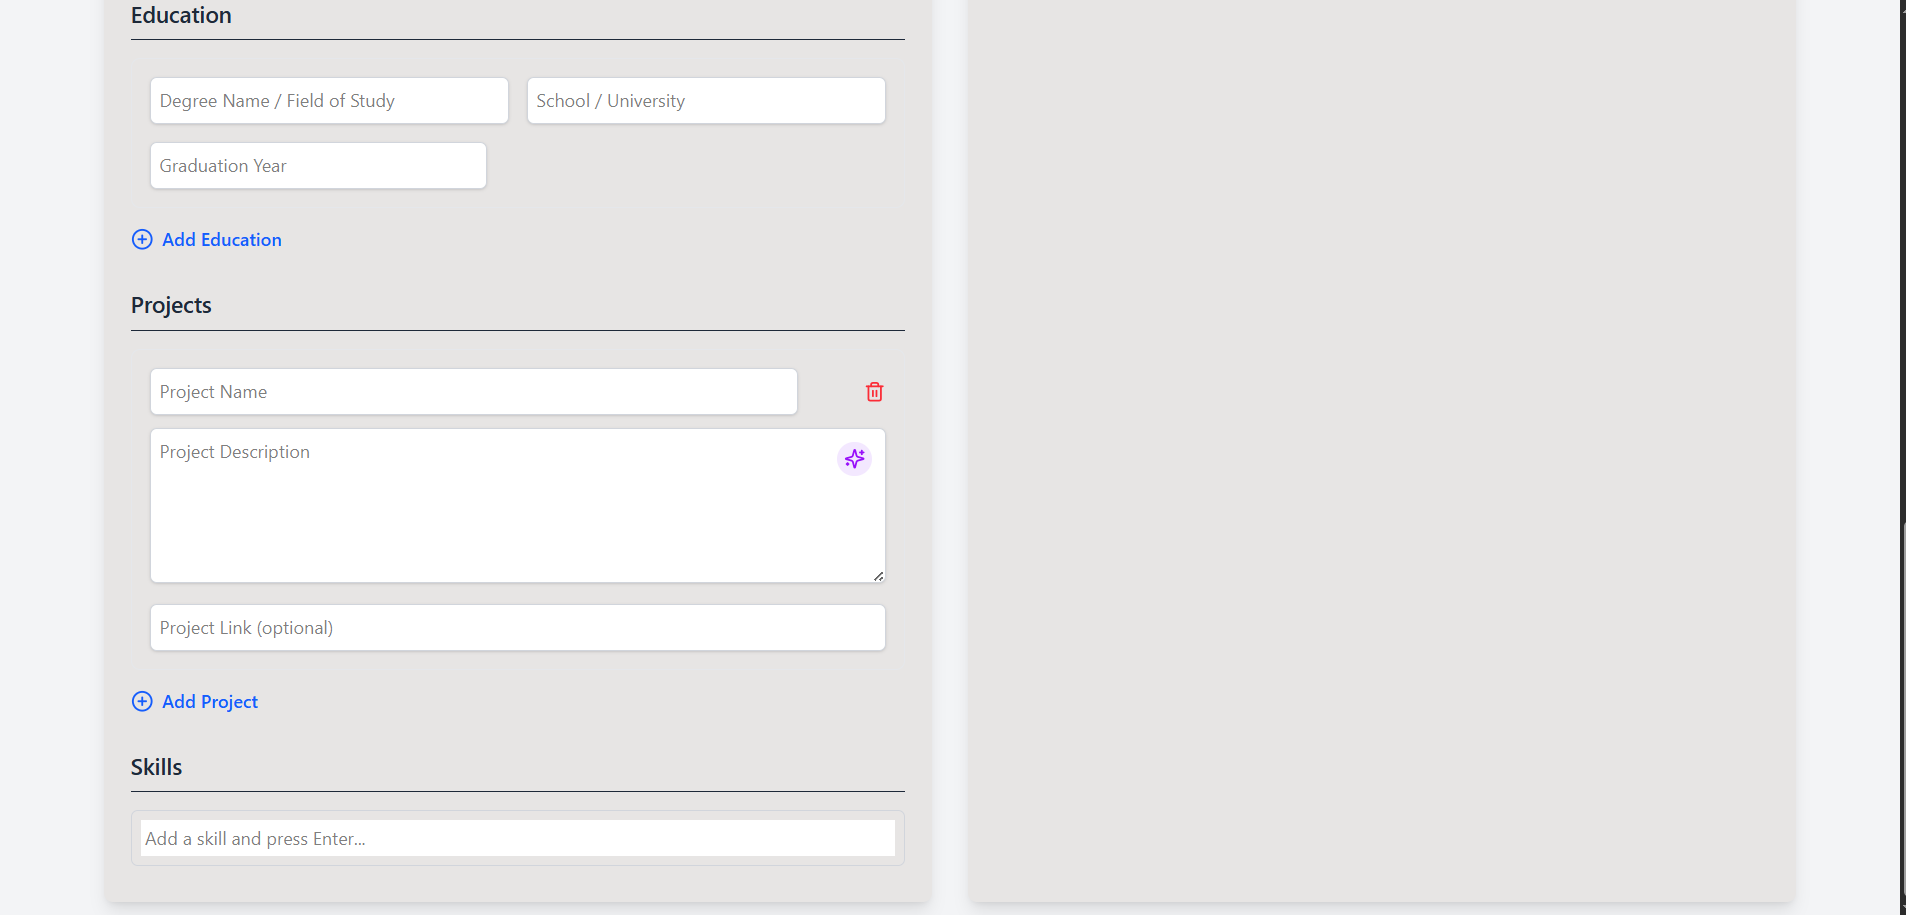 Education
Degree Name / Field of Study
School / University
Graduation Year
Add Education
Projects
Project Name
Project Description
Project Link (optional)
Add Project
Skills
Add a skill and press Enter...